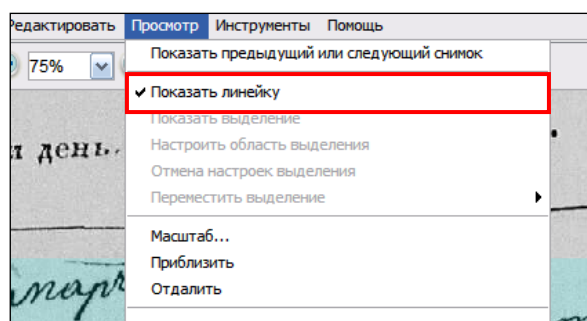 Редактировать Просмотр Инструменты Помощь
75%
Показать предыдущий или следующий снимок
Показать линейку
Показать выделение
Настроить область выделения
Отмена настроек выделения
Переместить выделение
день.
Масштаб...
Приблизить
Отдалить